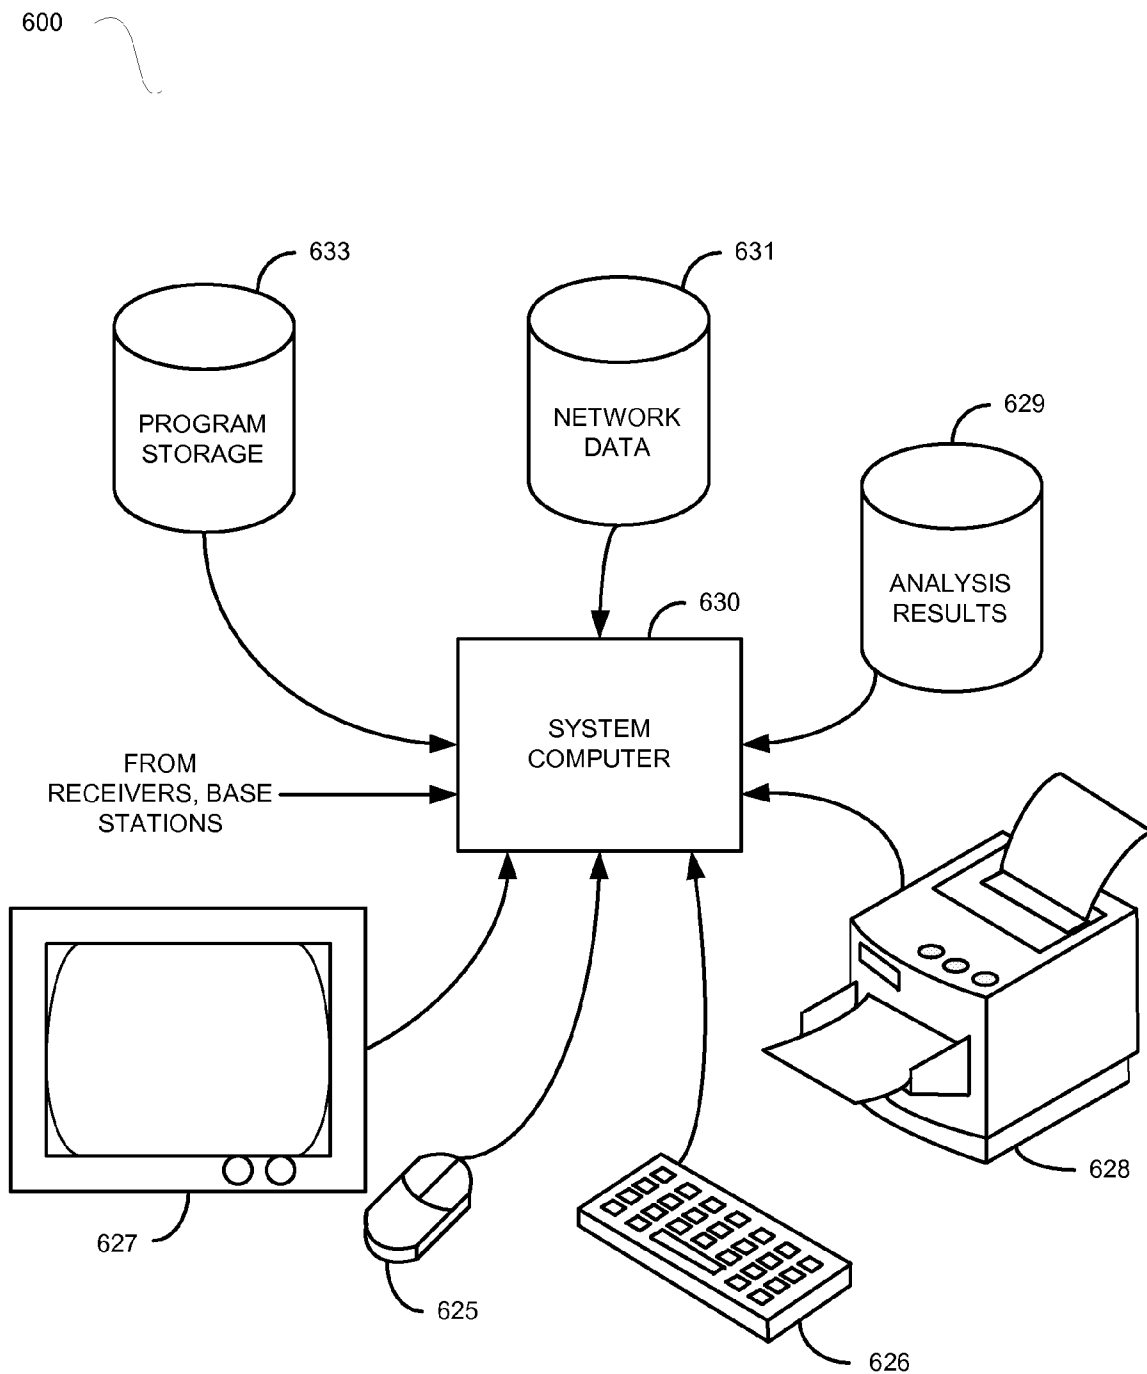 600
633
631
PROGRAM
STORAGE
NETWORK
DATA
629
ANALYSIS
RESULTS
630
SYSTEM
COMPUTER
FROM
RECEIVERS, BASE
STATIONS
628
627
625
626